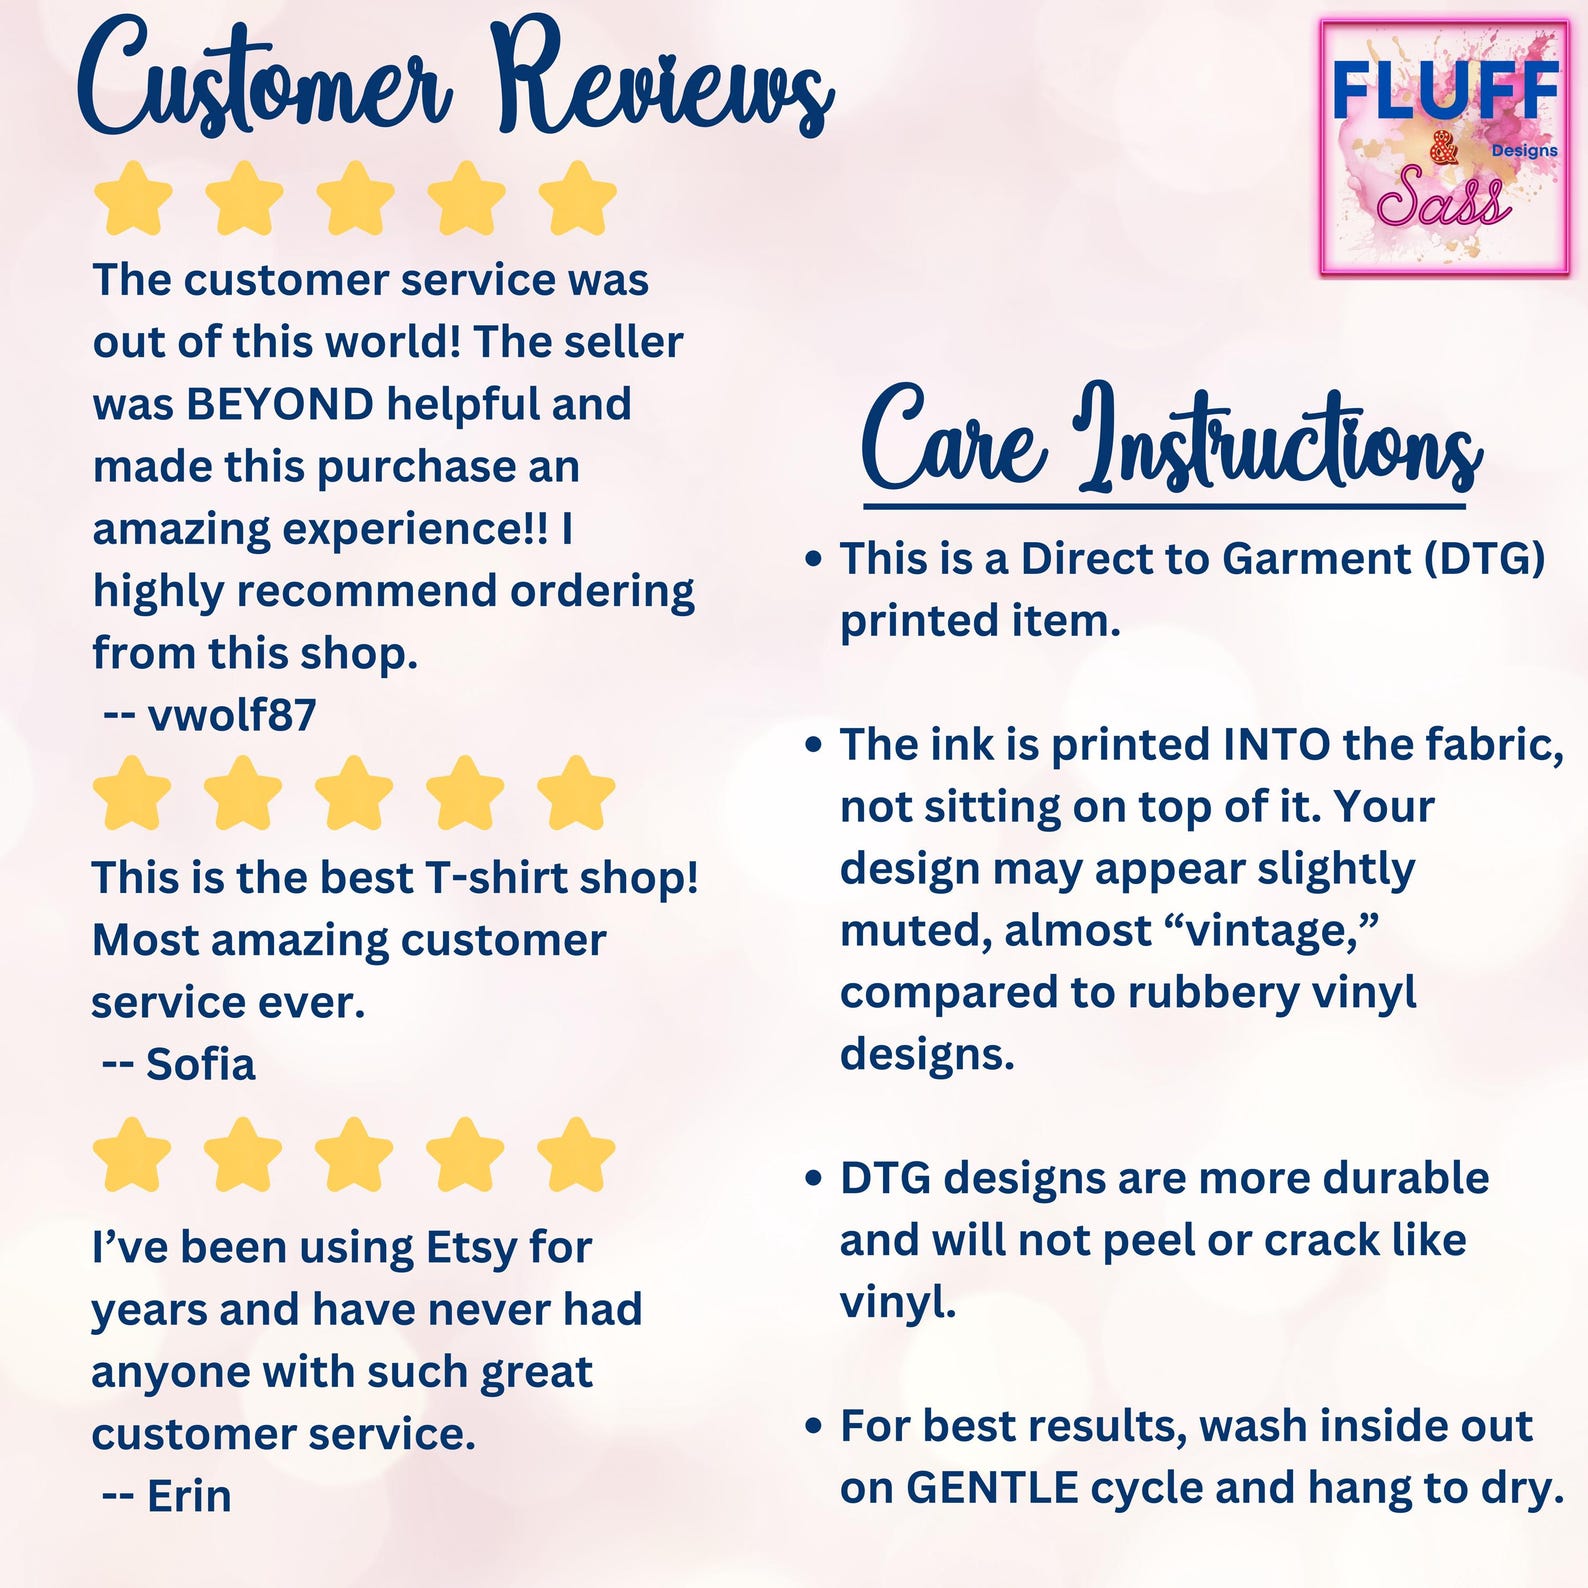 Customer Reviews
The customer service was
out of this world! The seller
was BEYOND helpful and
made this purchase an
amazing experience!! I
highly recommend ordering
from this shop.
-- vwolf87
This is the best T-shirt shop!
Most amazing customer
service ever.
-- Sofia
I’ve been using Etsy for
years and have never had
anyone with such great
customer service.
-- Erin
FLUFF
&
Designs
Sass
Care Instructions
• This is a Direct to Garment (DTG)
printed item.
• The ink is printed INTO the fabric,
not sitting on top of it. Your
design may appear slightly
muted, almost “vintage,”
compared to rubbery vinyl
designs.
• DTG designs are more durable
and will not peel or crack like
vinyl.
• For best results, wash inside out
on GENTLE cycle and hang to dry.